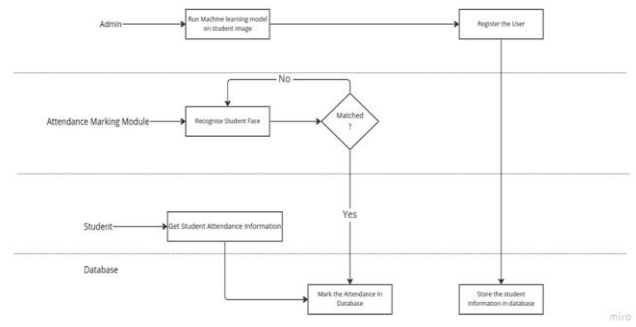 Admin
Run Machine learning model
on student image
Register the User
No
Attendance Marking Module
Recognise Student Face
Matched
?
Yes
Student
Get Student Attendance Information
Database
Mark the Attendance In
Database
Store the student
Information in database
miro